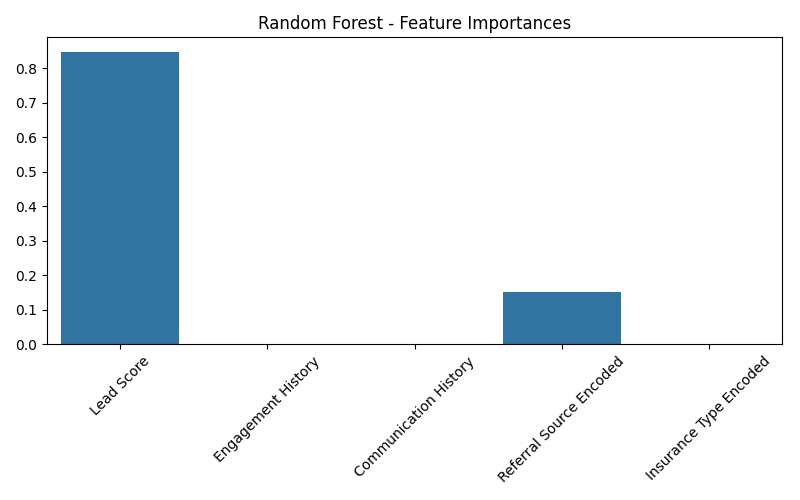 Random Forest - Feature Importances
0.8
0.7
0.6
0.5
0.4
0.3
0.2
0.1
0.0
Lead Score
Engagement History
Communication History
Referral Source Encoded
Insurance Type Encoded